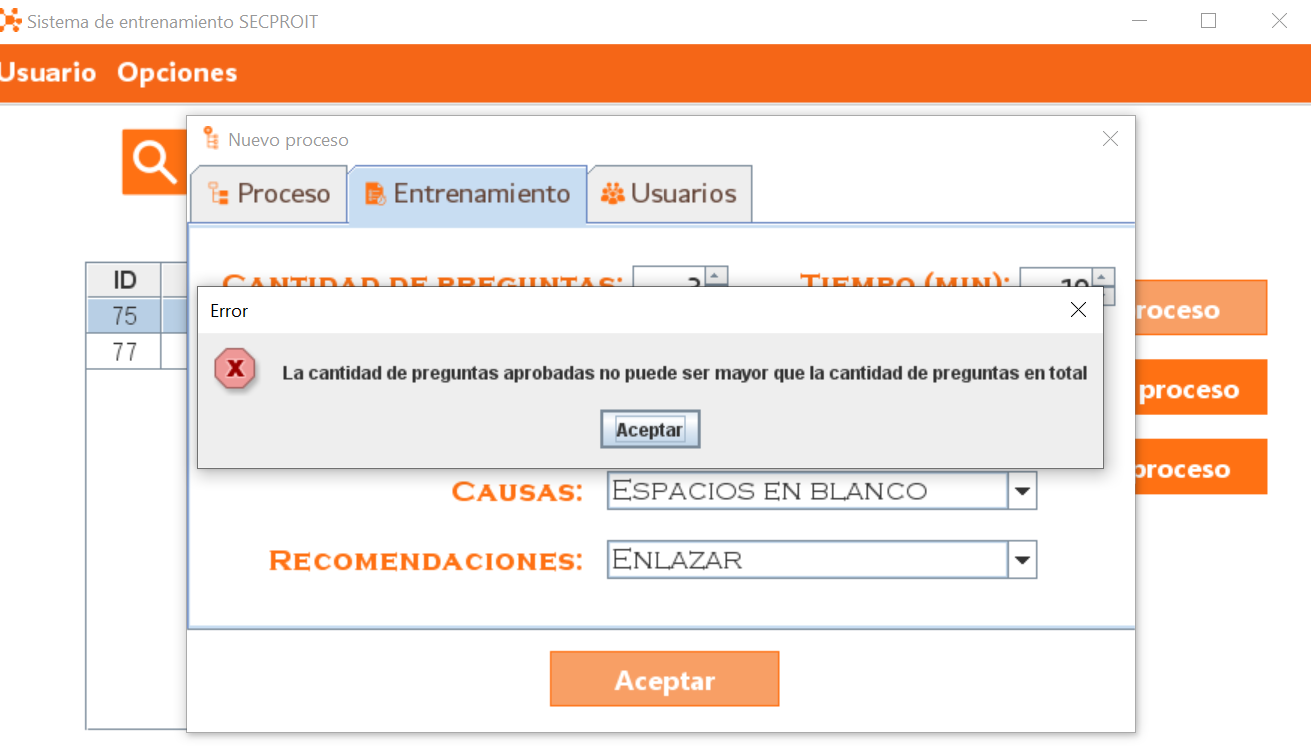 Sistema de entrenamiento SECPROIT
Usuario Opciones
Nuevo proceso
Proceso Entrenamiento Usuarios
CANTIDAD DE PREGUNTAS: TIEMPO (MIN): 10
ID
75
77
proceso
proceso
proceso
Error
X
La cantidad de preguntas aprobadas no puede ser mayor que la cantidad de preguntas en total
Aceptar
CAUSAS: ESPACIOS EN BLANCO
RECOMENDACIONES: ENLAZAR
Aceptar